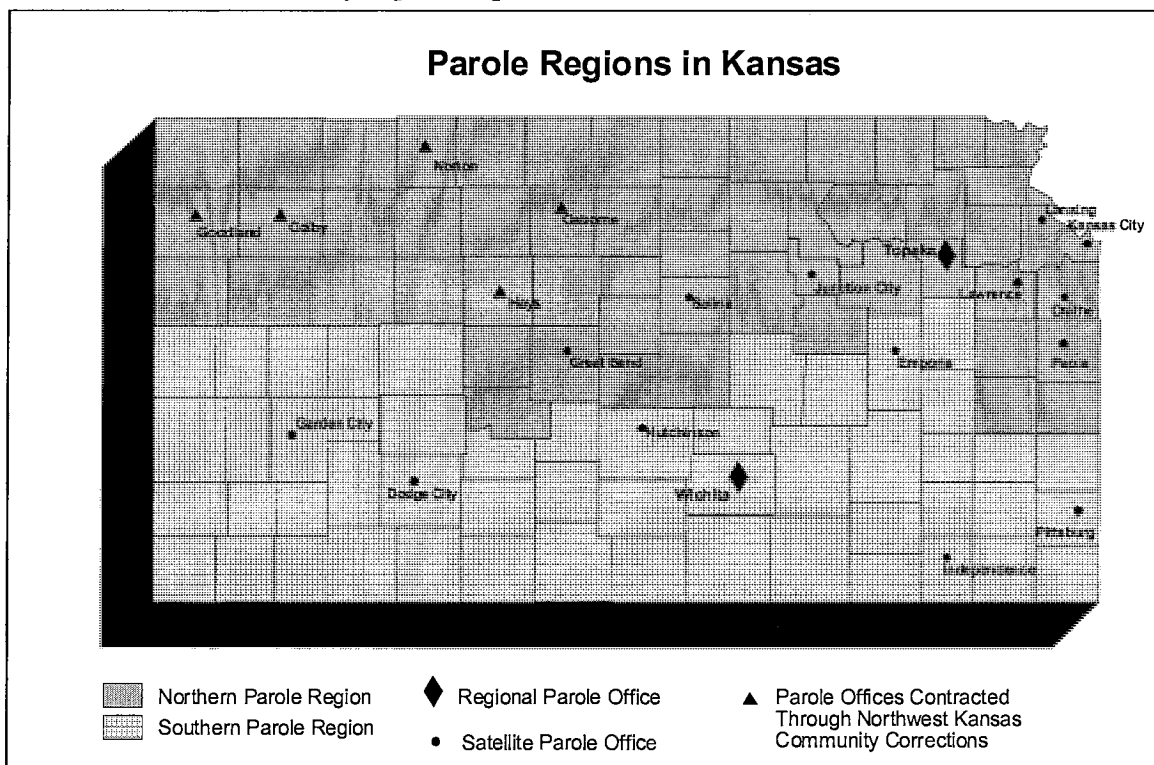 Parole Regions in Kansas
Norton
Goodland
Colby
Osborne
Lansing
Kansas City
Topeka
Hays
Salina
Junction City
Lawrence
Olathe
Great Bend
Emporia
Paola
Garden City
Hutchinson
Dodge City
Wichita
Pittsburg
Independence
Northern Parole Region
Southern Parole Region
Regional Parole Office
Satellite Parole Office
Parole Offices Contracted
Through Northwest Kansas
Community Corrections